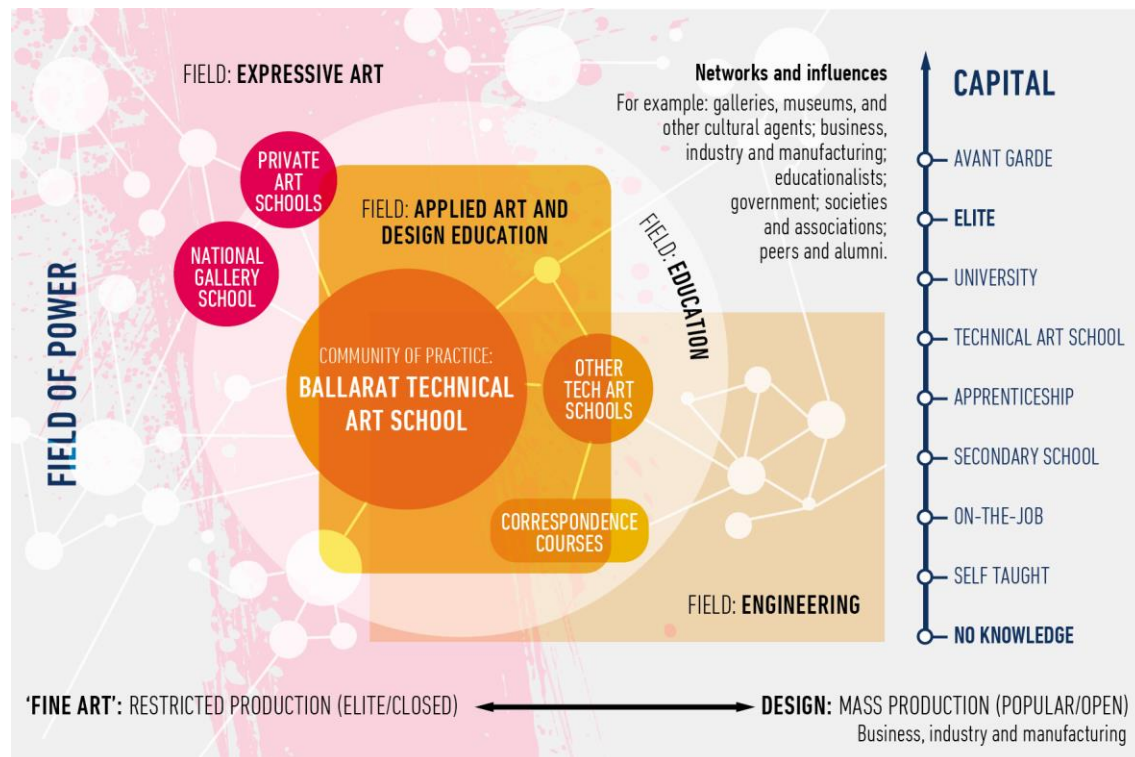 FIELD: EXPRESSIVE ART
PRIVATE
ART
SCHOOLS
NATIONAL
GALLERY
SCHOOL
FIELD OF POWER
FIELD: APPLIED ART AND
DESIGN EDUCATION
COMMUNITY OF PRACTICE:
BALLARAT TECHNICAL
ART SCHOOL
OTHER
TECH ART
SCHOOLS
CORRESPONDENCE
COURSES
FIELD: EDUCATION
FIELD: ENGINEERING
Networks and influences
For example: galleries, museums, and
other cultural agents; business,
industry and manufacturing;
educationalists;
government; societies
and associations;
peers and alumni.
CAPITAL
AVANT GARDE
ELITE
UNIVERSITY
TECHNICAL ART SCHOOL
APPRENTICESHIP
SECONDARY SCHOOL
ON-THE-JOB
SELF TAUGHT
NO KNOWLEDGE
'FINE ART': RESTRICTED PRODUCTION (ELITE/CLOSED)
DESIGN: MASS PRODUCTION (POPULAR/OPEN)
Business, industry and manufacturing